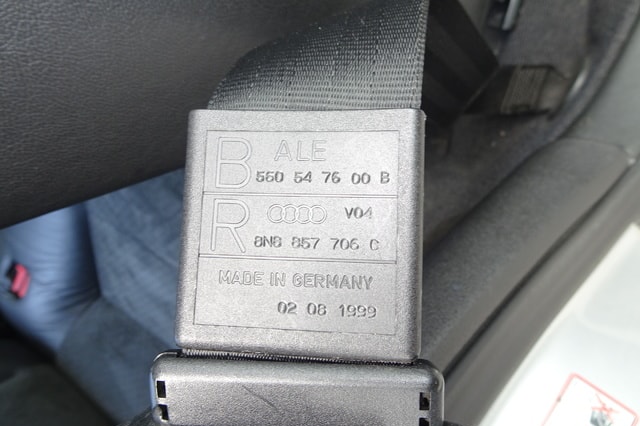 B ALE
560 54 76 00 B
R V04
8N8 857 706 C
MADE IN GERMANY
02 08 1999